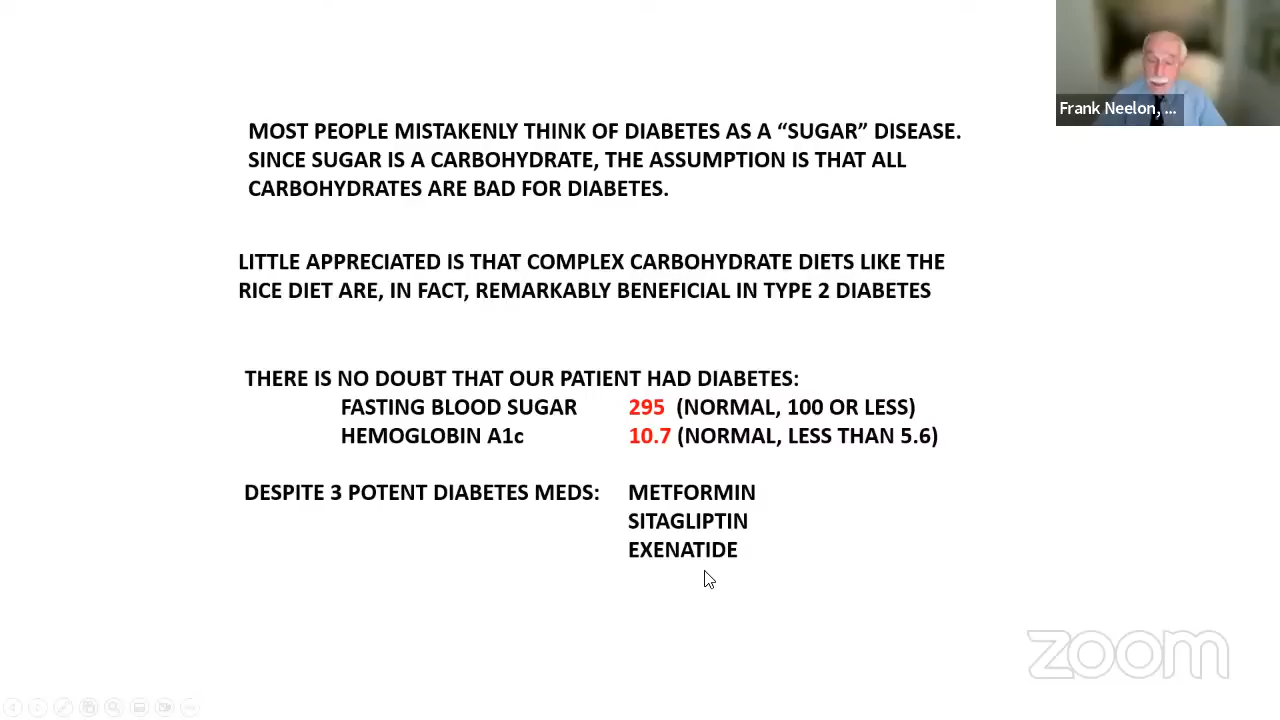 Frank Neelon, ...
MOST PEOPLE MISTAKENLY THINK OF DIABETES AS A “SUGAR” DISEASE.
SINCE SUGAR IS A CARBOHYDRATE, THE ASSUMPTION IS THAT ALL
CARBOHYDRATES ARE BAD FOR DIABETES.
LITTLE APPRECIATED IS THAT COMPLEX CARBOHYDRATE DIETS LIKE THE
RICE DIET ARE, IN FACT, REMARKABLY BENEFICIAL IN TYPE 2 DIABETES
THERE IS NO DOUBT THAT OUR PATIENT HAD DIABETES:
FASTING BLOOD SUGAR 295 (NORMAL, 100 OR LESS)
HEMOGLOBIN A1c 10.7 (NORMAL, LESS THAN 5.6)
DESPITE 3 POTENT DIABETES MEDS: METFORMIN
SITAGLIPTIN
EXENATIDE
zoom